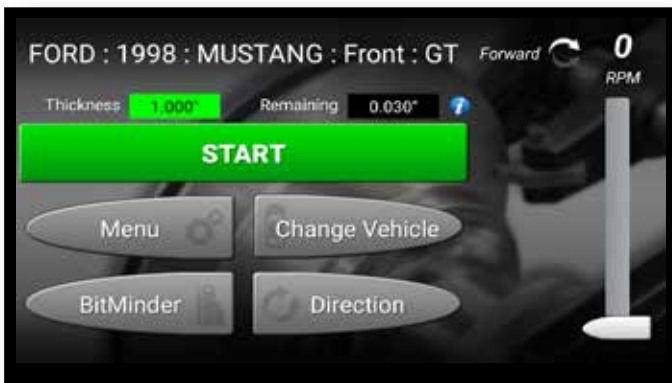 FORD : 1998 : MUSTANG : Front : GT Forward 0
RPM
Thickness 1.000" Remaining 0.030" i
START
Menu Change Vehicle
BitMinder Direction